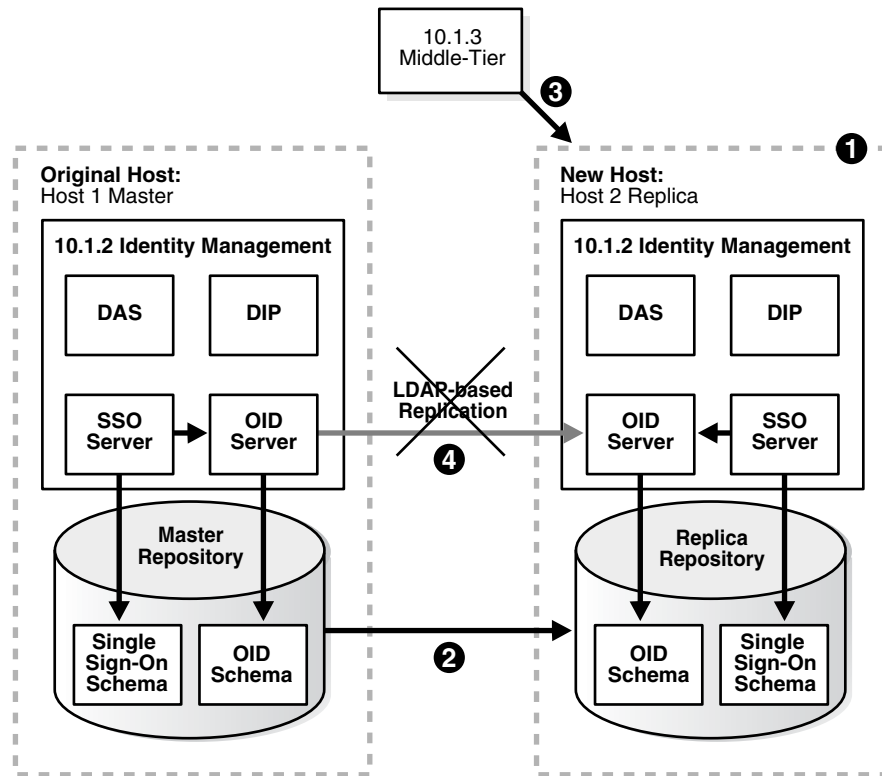 10.1.3
Middle-Tier
3
1
Original Host:
Host 1 Master
10.1.2 Identity Management
DAS
DIP
SSO
Server
OID
Server
Master
Repository
Single
Sign-On
Schema
OID
Schema
LDAP-based
Replication
4
2
New Host:
Host 2 Replica
10.1.2 Identity Management
DAS
DIP
OID
Server
SSO
Server
Replica
Repository
OID
Schema
Single
Sign-On
Schema